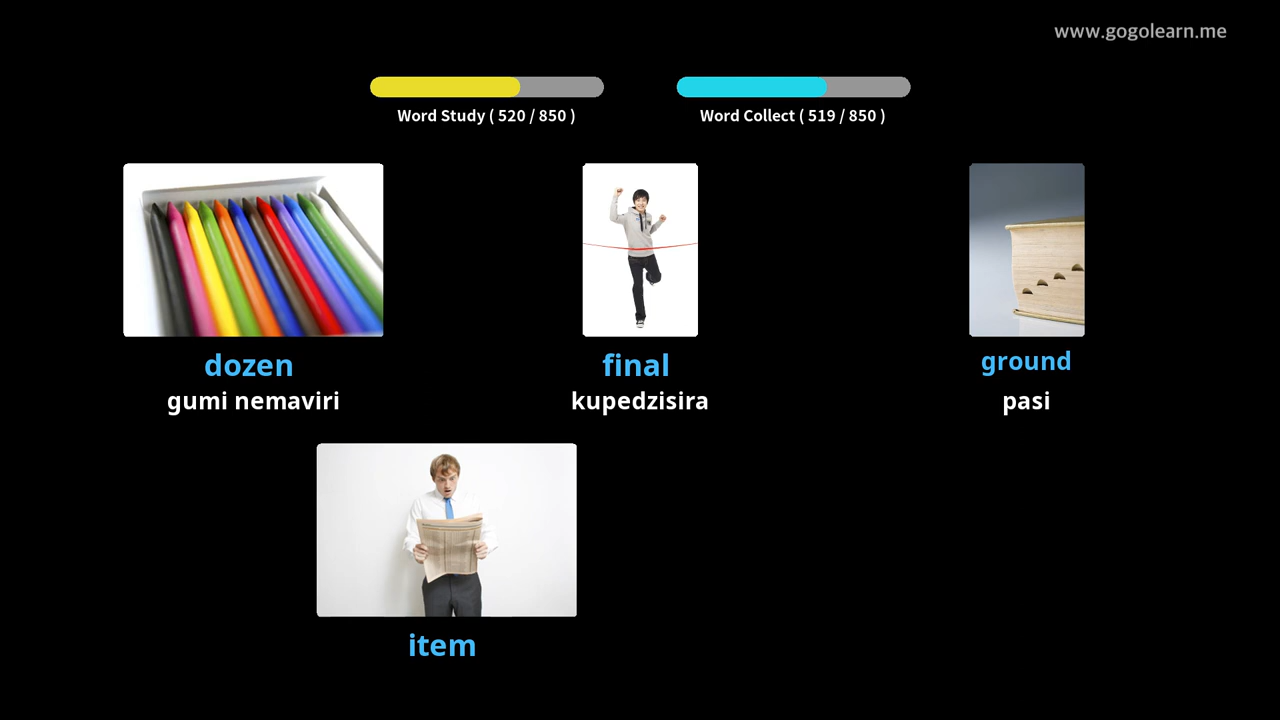 www.gogolearn.me
Word Study ( 520 / 850 )
Word Collect ( 519 / 850 )
dozen
gumi nemaviri
final
kupedzisira
ground
pasi
item